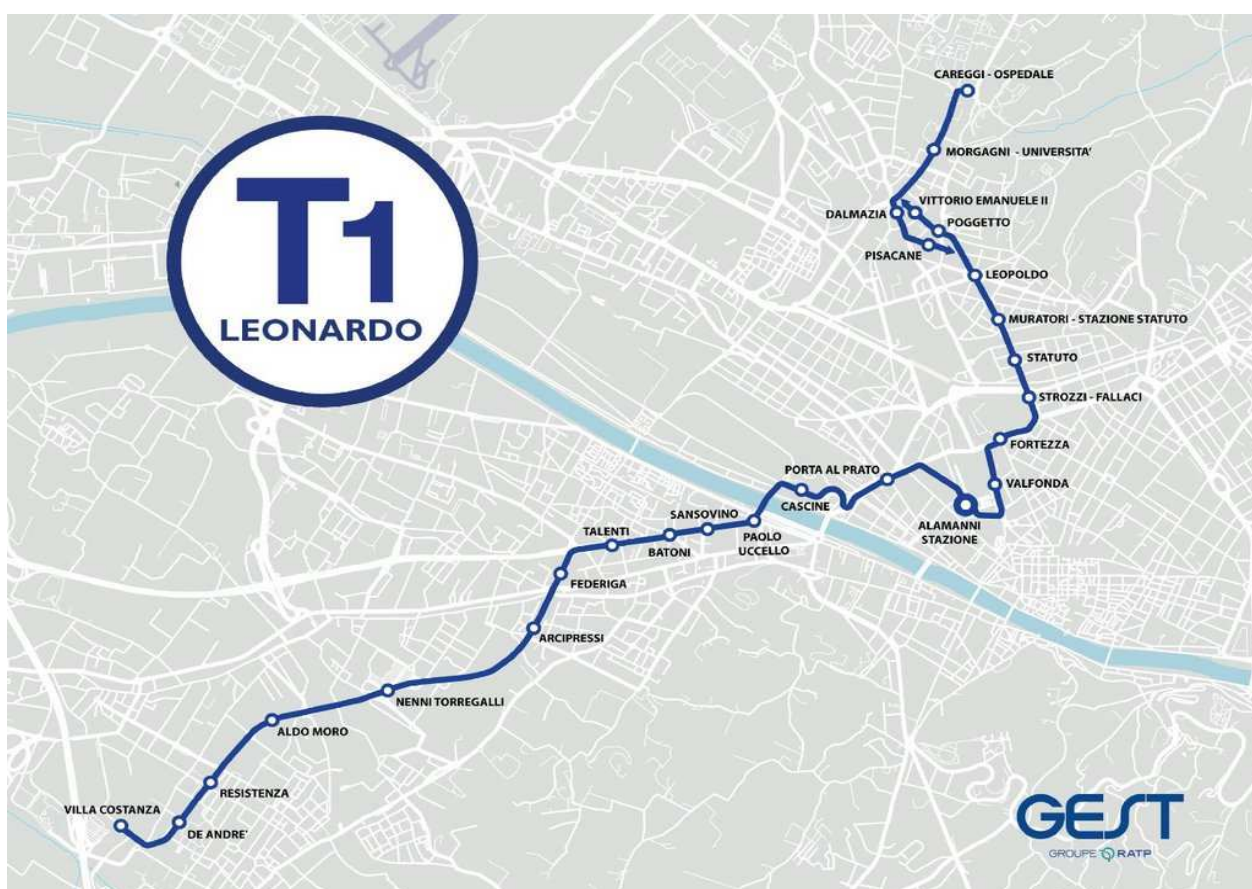 CAREGGI - OSPEDALE
MORGAGNI - UNIVERSITA'
T1
LEONARDO
VITTORIO EMANUELE II
DALMAZIA
POGGETTO
PISACANE
LEOPOLDO
MURATORI - STAZIONE STATUTO
STATUTO
STROZZI - FALLACI
FORTEZZA
PORTA AL PRATO
VALFONDA
CASCINE
ALAMANNI
STAZIONE
SANSOVINO
PAOLO
UCCELLO
TALENTI
BATONI
FEDERIGA
ARCIPRESSI
NENNI TORREGALLI
ALDO MORO
RESISTENZA
VILLA COSTANZA
DE ANDRE'
GEST
GROUPE RATP